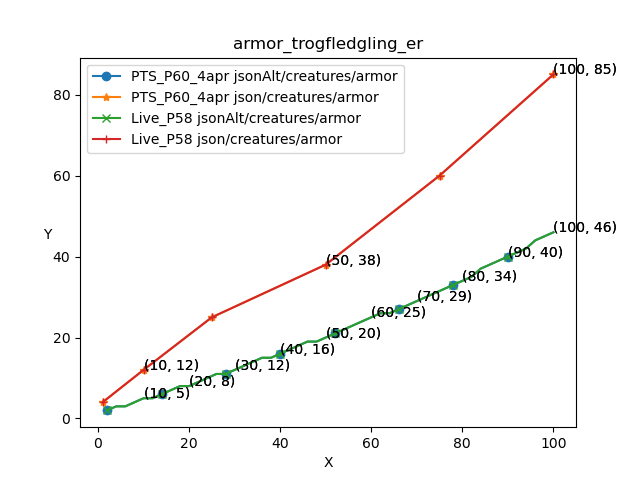 armor_trogfledgling_er
PTS_P60_4apr jsonAlt/creatures/armor
PTS_P60_4apr json/creatures/armor
Live_P58 jsonAlt/creatures/armor
Live_P58 json/creatures/armor
(100, 85)
80
60
Y
40
20
0
(50, 38)
(100, 46)
(90, 40)
(80, 34)
(70, 29)
(60, 25)
(50, 20)
(40, 16)
(10, 12)
(30, 12)
(20, 8)
(10, 5)
0 20 40 60 80 100
X